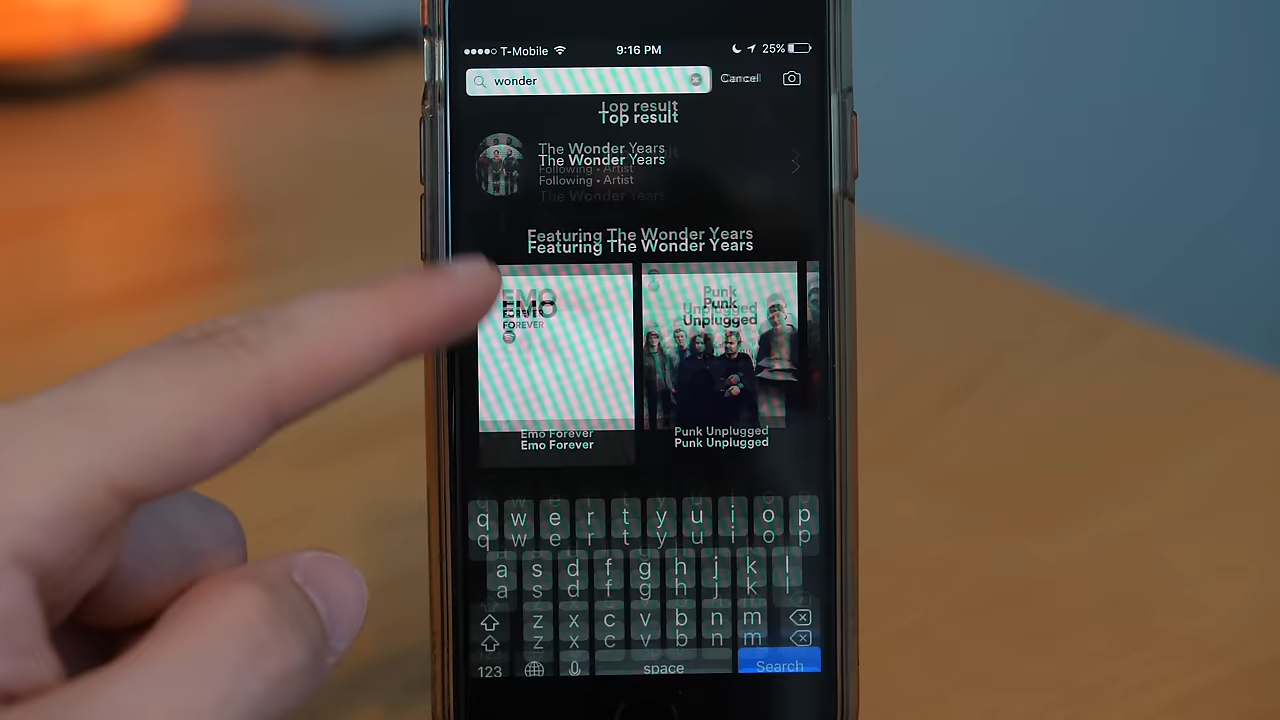 T-Mobile 9:16 PM 25%
wonder Cancel
Top result
The Wonder Years
Following • Artist
Featuring The Wonder Years
EMO
FOREVER
Punk
Unplugged
Emo Forever Punk Unplugged
q w e r t y u i o p
a s d f g h j k l
z x c v b n m
123 space Search